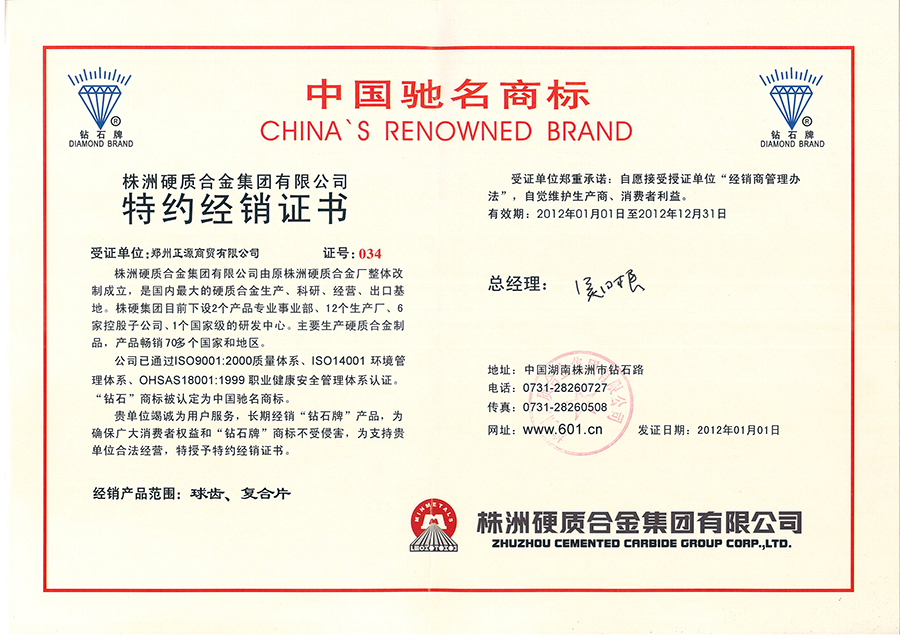 中国驰名商标
CHINA`S RENOWNED BRAND
®
钻石牌
DIAMOND BRAND
®
钻石牌
DIAMOND BRAND
株洲硬质合金集团有限公司
特约经销证书
受证单位:郑州正源商贸有限公司 证号:034
株洲硬质合金集团有限公司由原株洲硬质合金厂整体改
制成立，是国内最大的硬质合金生产、科研、经营、出口基
地。株硬集团目前下设2个产品专业事业部、12个生产厂、6
家控股子公司、1个国家级的研发中心。主要生产硬质合金制
品，产品畅销70多个国家和地区。
公司已通过ISO9001:2000质量体系、ISO14001 环境管
理体系、OHSAS18001:1999 职业健康安全管理体系认证。
“钻石”商标被认定为中国驰名商标。
贵单位竭诚为用户服务，长期经销“钻石牌”产品，为
确保广大消费者权益和“钻石牌”商标不受侵害，为支持贵
单位合法经营，特授予特约经销证书。
经销产品范围：球齿、复合片
受证单位郑重承诺：自愿接受授证单位“经销商管理办
法”，自觉维护生产商、消费者利益。
有效期：2012年01月01日至2012年12月31日
总经理：
地址：中国湖南株洲市钻石路
电话：0731-28260727
传真：0731-28260508
网址：www.601.cn 发证日期：2012年01月01日
MINMETALS
株洲硬质合金集团有限公司
ZHUZHOU CEMENTED CARBIDE GROUP CORP.,LTD.